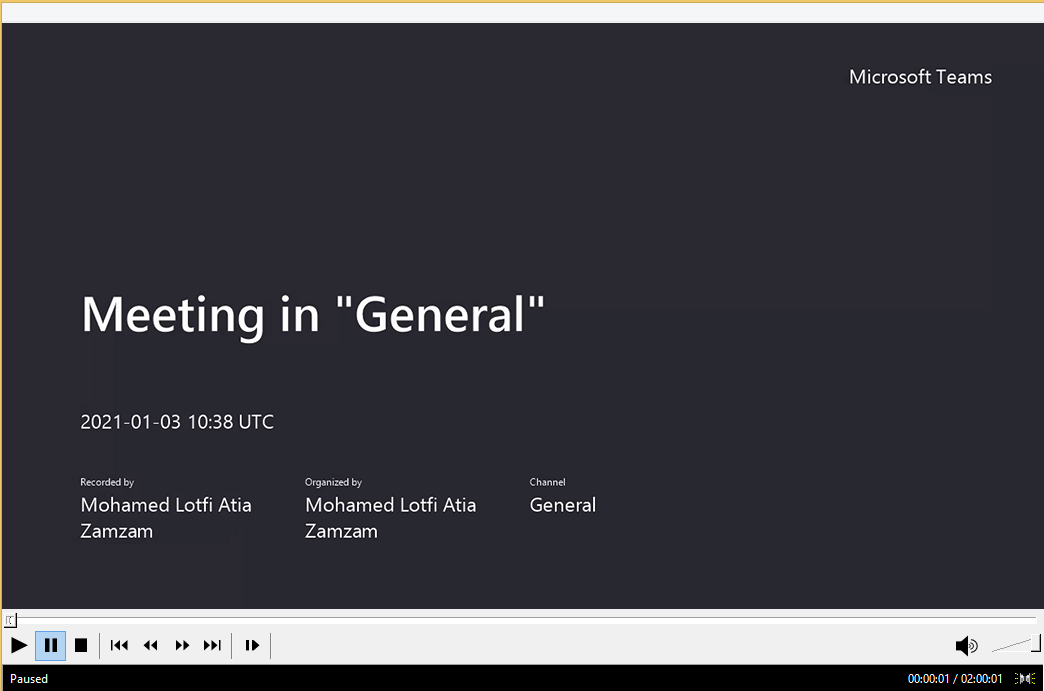 Microsoft Teams
Meeting in "General"
2021-01-03 10:38 UTC
Recorded by
Mohamed Lotfi Atia
Zamzam
Organized by
Mohamed Lotfi Atia
Zamzam
Channel
General
Paused
00:00:01 / 02:00:01